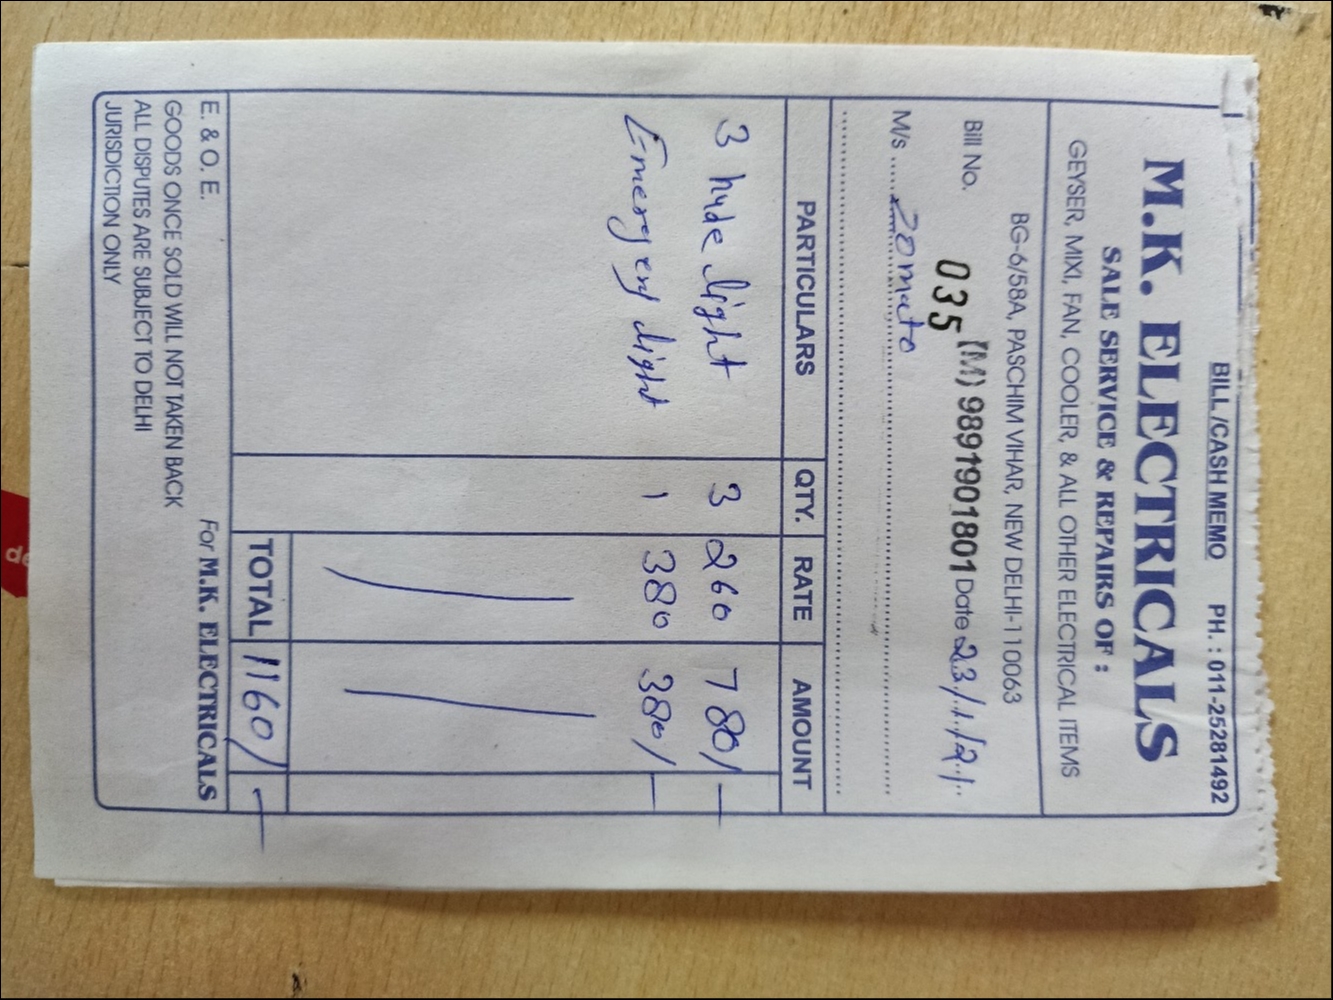 BILL/CASH MEMO PH. : 011-25281492
M.K. ELECTRICALS
SALE SERVICE & REPAIRS OF :
GEYSER, MIXI, FAN, COOLER, & ALL OTHER ELECTRICAL ITEMS
BG-6/58A, PASCHIM VIHAR, NEW DELHI-110063
(M) 9891901801
Bill No. 035 Date 23/1/21
M/s Zomato
PARTICULARS QTY. RATE AMOUNT
3 hyde light 3 260 780/-
Emergeny light 1 380 380/-
TOTAL 1160/-
E. & O. E. For M.K. ELECTRICALS
GOODS ONCE SOLD WILL NOT TAKEN BACK
ALL DISPUTES ARE SUBJECT TO DELHI
JURISDICTION ONLY